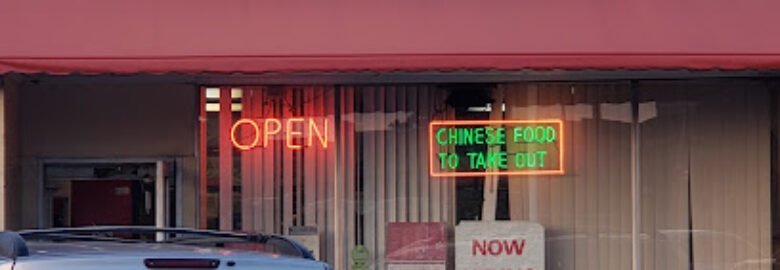 OPEN
CHINESE FOOD
TO TAKE OUT
NOW